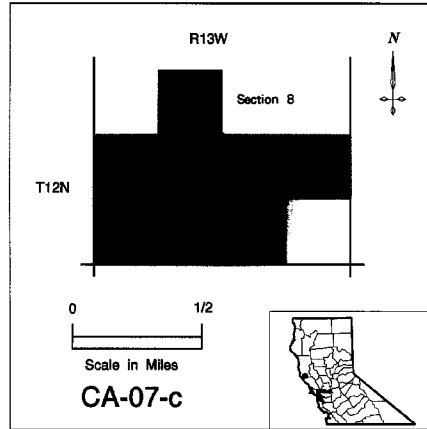 R13W
N
Section 8
T12N
0 1/2
Scale in Miles
CA-07-c